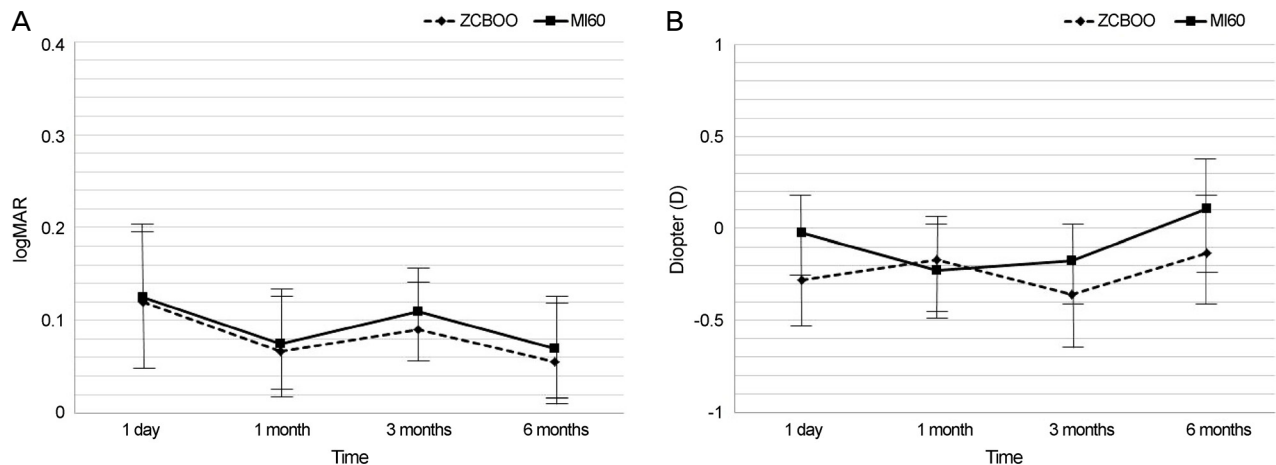 A
ZCBOO MI60
0.4
0.3
0.2
0.1
0
logMAR
1 day 1 month 3 months 6 months
Time
B
ZCBOO MI60
1
0.5
0
-0.5
-1
Diopter (D)
1 day 1 month 3 months 6 months
Time